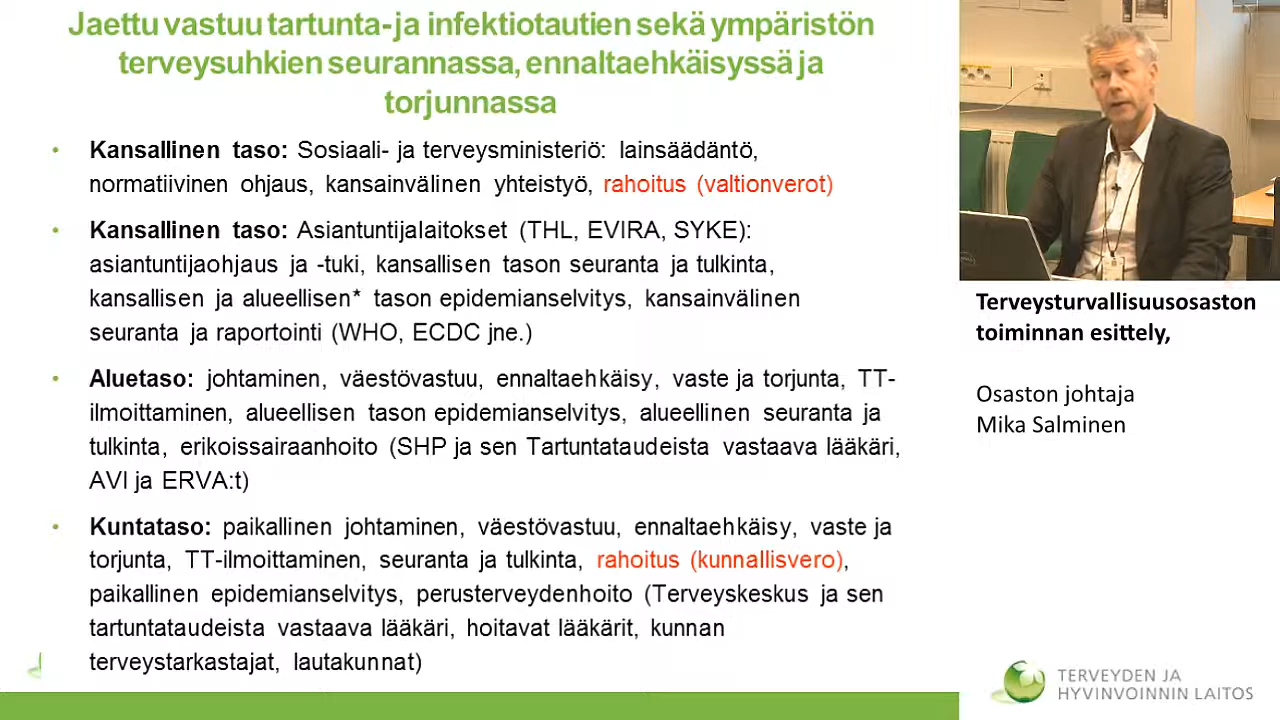 Jaettu vastuu tartunta-ja infektiotautien sekä ympäristön
terveysuhkien seurannassa, ennaltaehkäisyssä ja
torjunnassa
• Kansallinen taso: Sosiaali- ja terveysministeriö: lainsäädäntö,
normatiivinen ohjaus, kansainvälinen yhteistyö, rahoitus (valtionverot)
• Kansallinen taso: Asiantuntijalaitokset (THL, EVIRA, SYKE):
asiantuntijaohjaus ja -tuki, kansallisen tason seuranta ja tulkinta,
kansallisen ja alueellisen* tason epidemianselvitys, kansainvälinen
seuranta ja raportointi (WHO, ECDC jne.)
• Aluetaso: johtaminen, väestövastuu, ennaltaehkäisy, vaste ja torjunta, TT-
ilmoittaminen, alueellisen tason epidemianselvitys, alueellinen seuranta ja
tulkinta, erikoissairaanhoito (SHP ja sen Tartuntataudeista vastaava lääkäri,
AVI ja ERVA:t)
• Kuntataso: paikallinen johtaminen, väestövastuu, ennaltaehkäisy, vaste ja
torjunta, TT-ilmoittaminen, seuranta ja tulkinta, rahoitus (kunnallisvero),
paikallinen epidemianselvitys, perusterveydenhoito (Terveyskeskus ja sen
tartuntataudeista vastaava lääkäri, hoitavat lääkärit, kunnan
terveystarkastajat, lautakunnat)
Terveysturvallisuusosaston
toiminnan esittely,
Osaston johtaja
Mika Salminen
TERVEYDEN JA
HYVINVOINNIN LAITOS